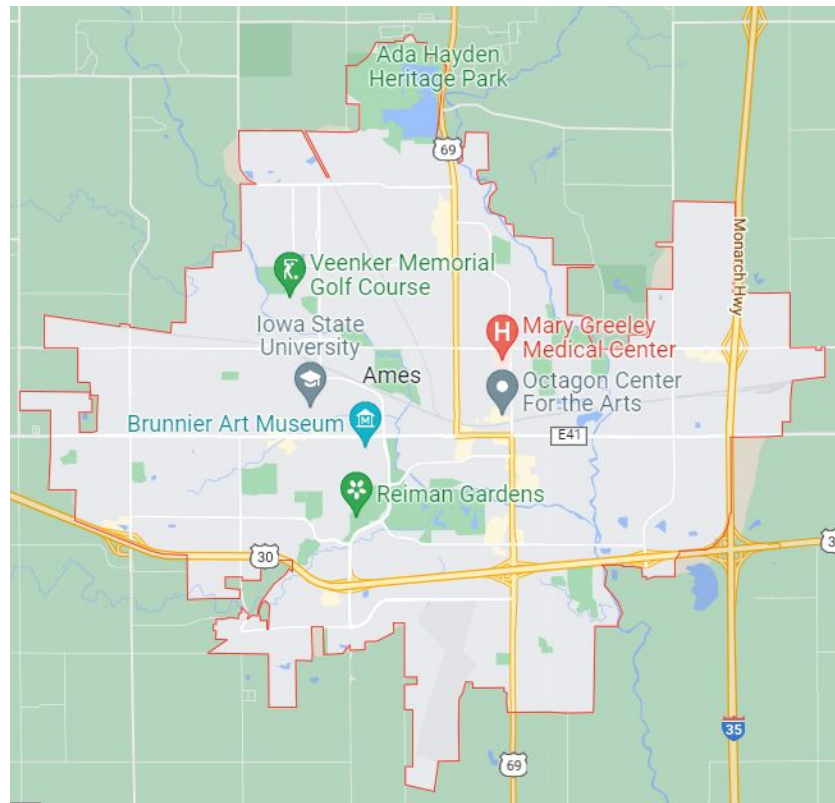 Ada Hayden
Heritage Park
69
Monarch Hwy
Veenker Memorial
Golf Course
Iowa State
University
Mary Greeley
Medical Center
Ames
Octagon Center
For the Arts
Brunnier Art Museum
E41
Reiman Gardens
30
3
35
69